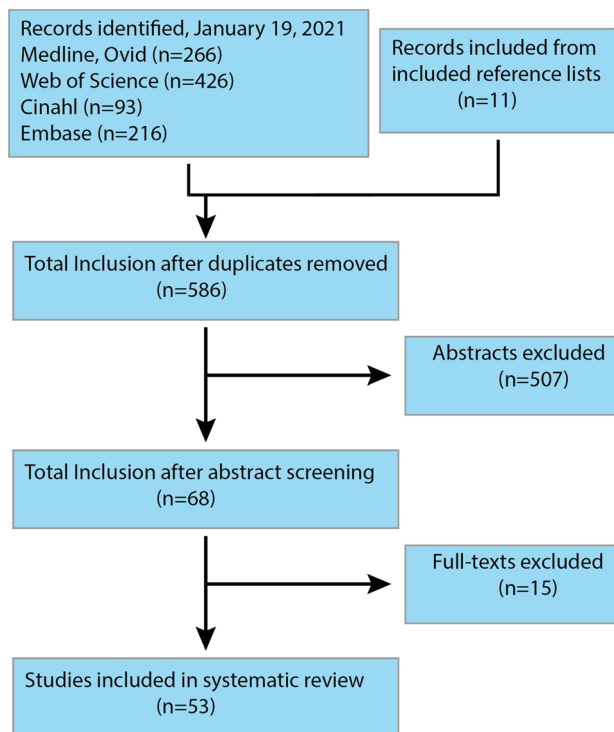 Records identified, January 19, 2021
Medline, Ovid (n=266)
Web of Science (n=426)
Cinahl (n=93)
Embase (n=216)
Records included from
included reference lists
(n=11)
Total Inclusion after duplicates removed
(n=586)
Abstracts excluded
(n=507)
Total Inclusion after abstract screening
(n=68)
Full-texts excluded
(n=15)
Studies included in systematic review
(n=53)